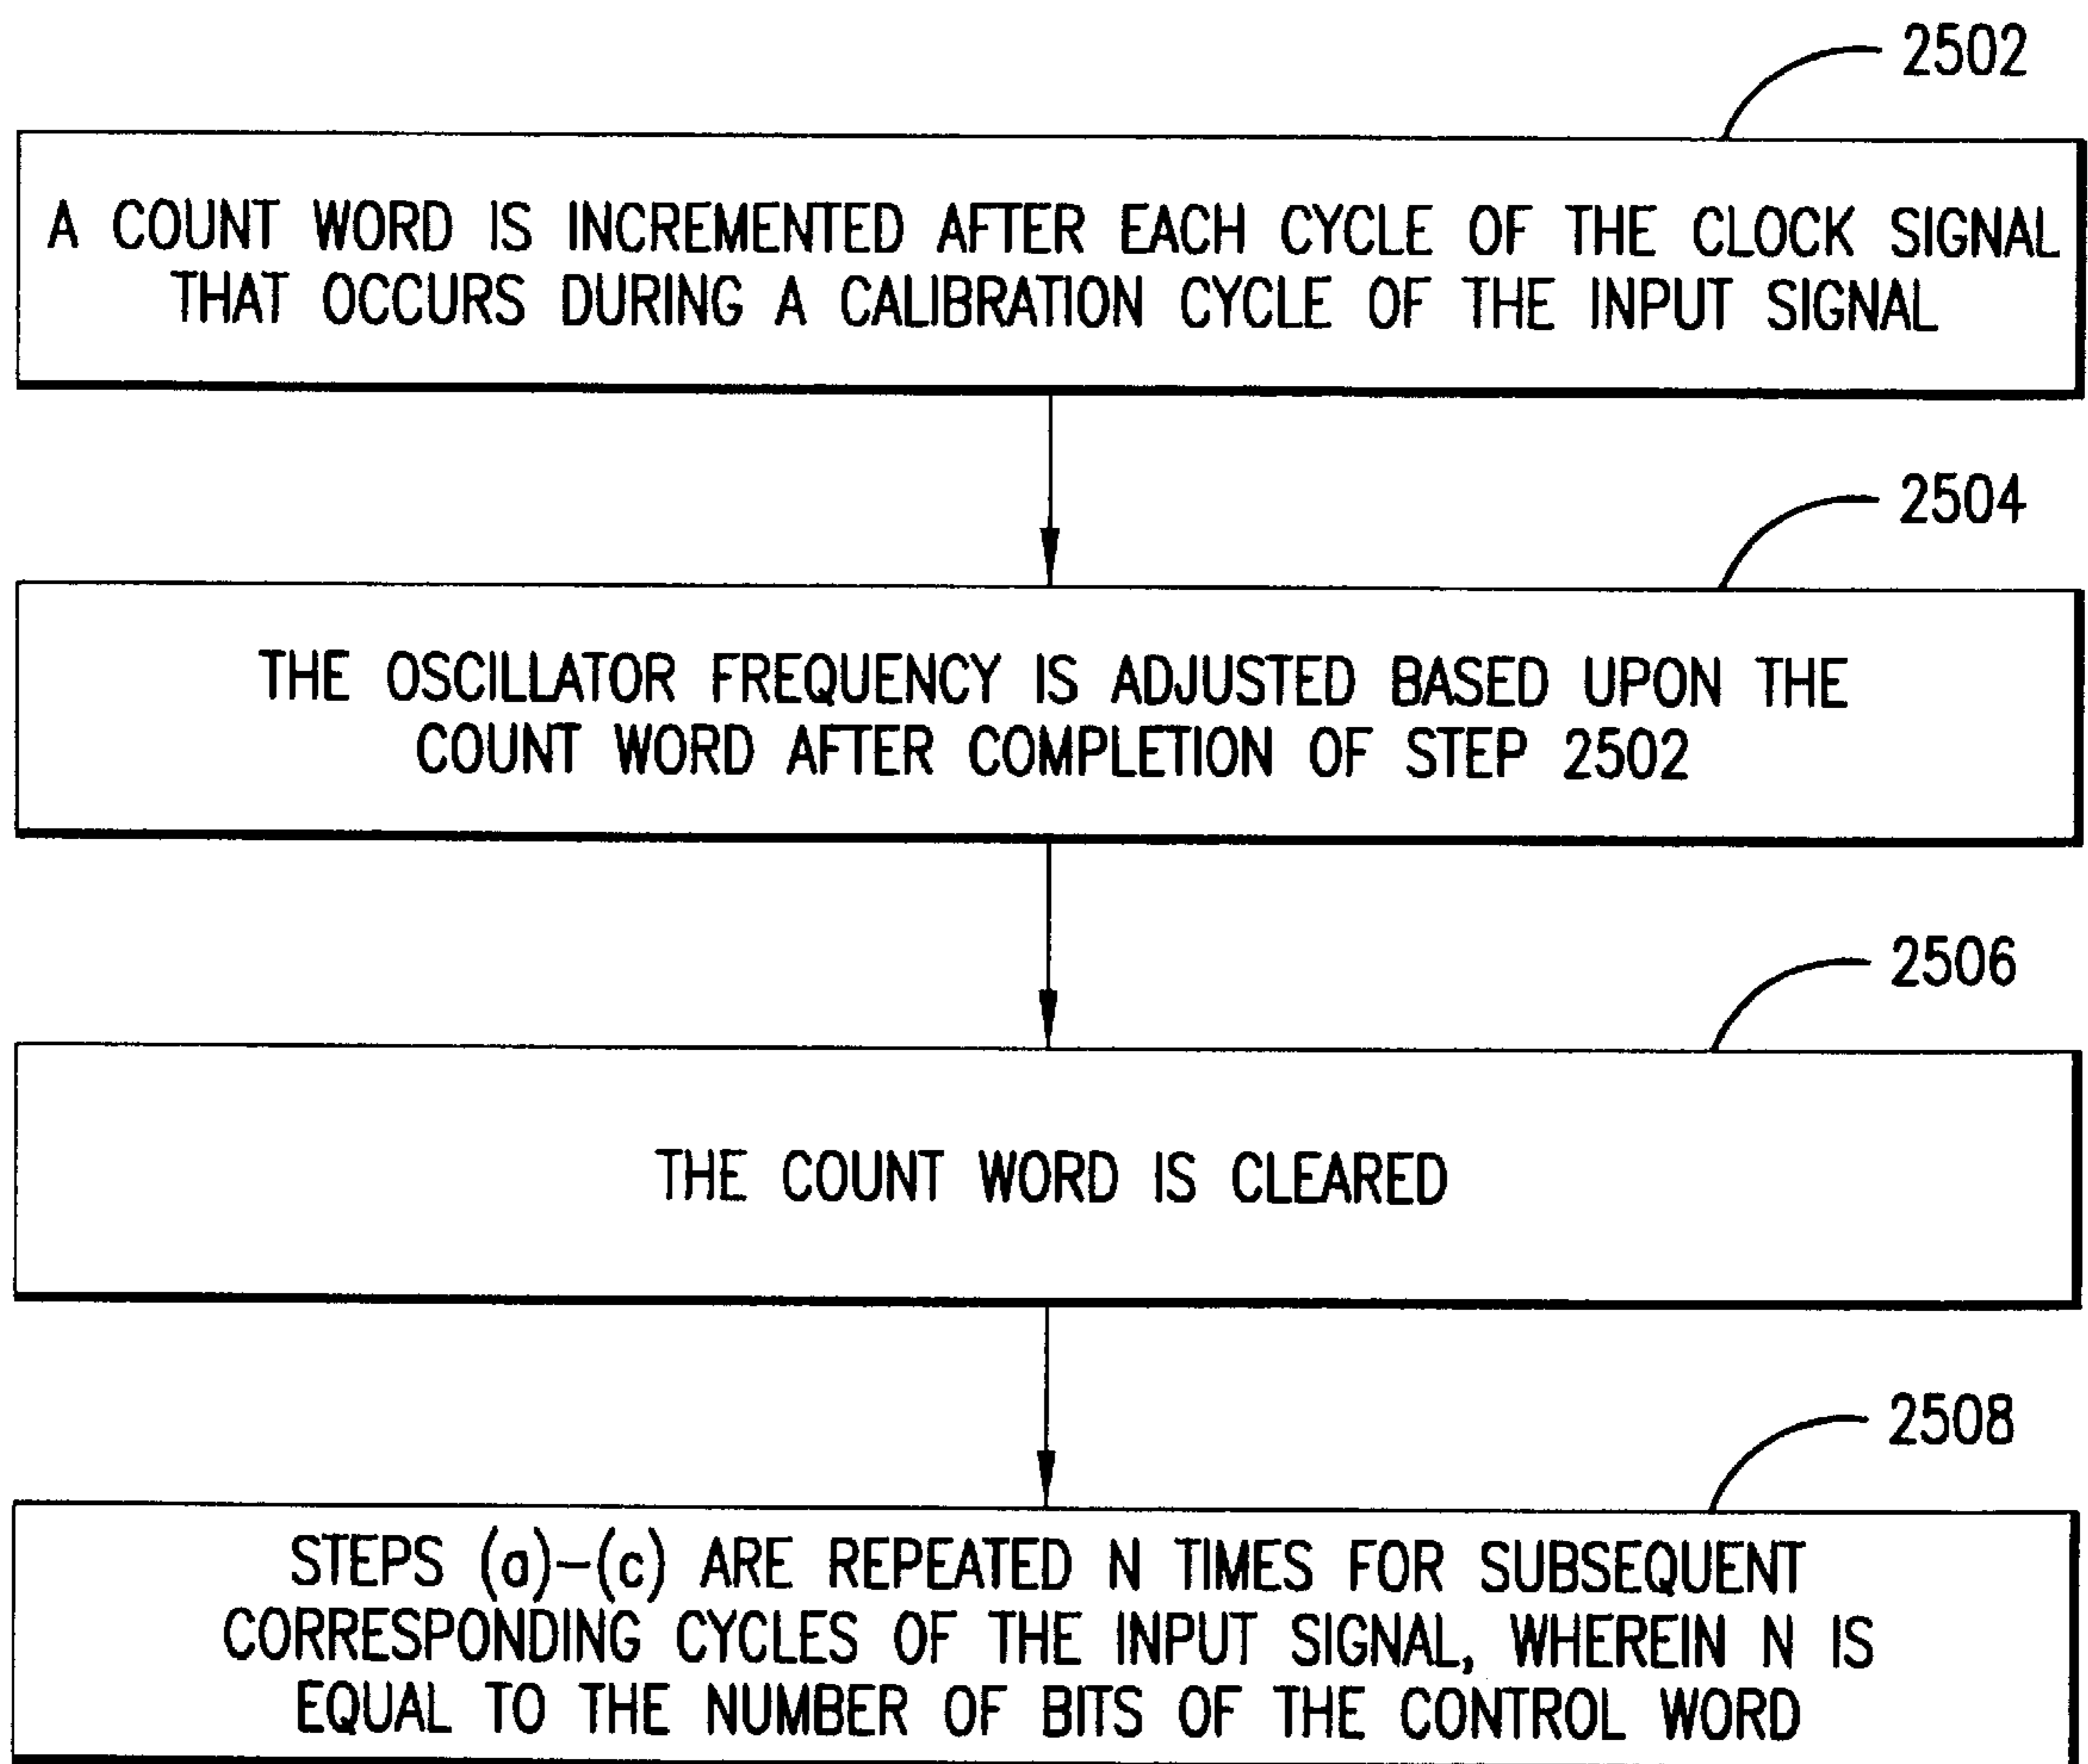 2502
A COUNT WORD IS INCREMENTED AFTER EACH CYCLE OF THE CLOCK SIGNAL
THAT OCCURS DURING A CALIBRATION CYCLE OF THE INPUT SIGNAL
2504
THE OSCILLATOR FREQUENCY IS ADJUSTED BASED UPON THE
COUNT WORD AFTER COMPLETION OF STEP 2502
2506
THE COUNT WORD IS CLEARED
2508
STEPS (a)-(c) ARE REPEATED N TIMES FOR SUBSEQUENT
CORRESPONDING CYCLES OF THE INPUT SIGNAL, WHEREIN N IS
EQUAL TO THE NUMBER OF BITS OF THE CONTROL WORD